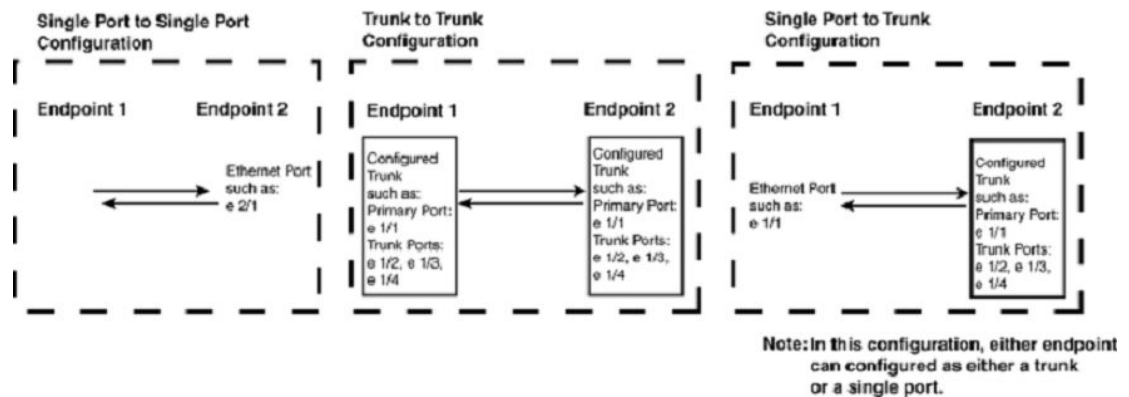 Single Port to Single Port
Configuration
Endpoint 1
Endpoint 2
Ethernet Port
such as:
e 2/1
Trunk to Trunk
Configuration
Endpoint 1
Configured
Trunk
such as:
Primary Port:
e 1/1
Trunk Ports:
e 1/2, e 1/3,
e 1/4
Endpoint 2
Configured
Trunk
such as:
Primary Port:
e 1/1
Trunk Ports:
e 1/2, e 1/3,
e 1/4
Single Port to Trunk
Configuration
Endpoint 1
Ethernet Port
such as:
e 1/1
Endpoint 2
Configured
Trunk
such as:
Primary Port:
e 1/1
Trunk Ports:
e 1/2, e 1/3,
e 1/4
Note: In this configuration, either endpoint
can configured as either a trunk
or a single port.